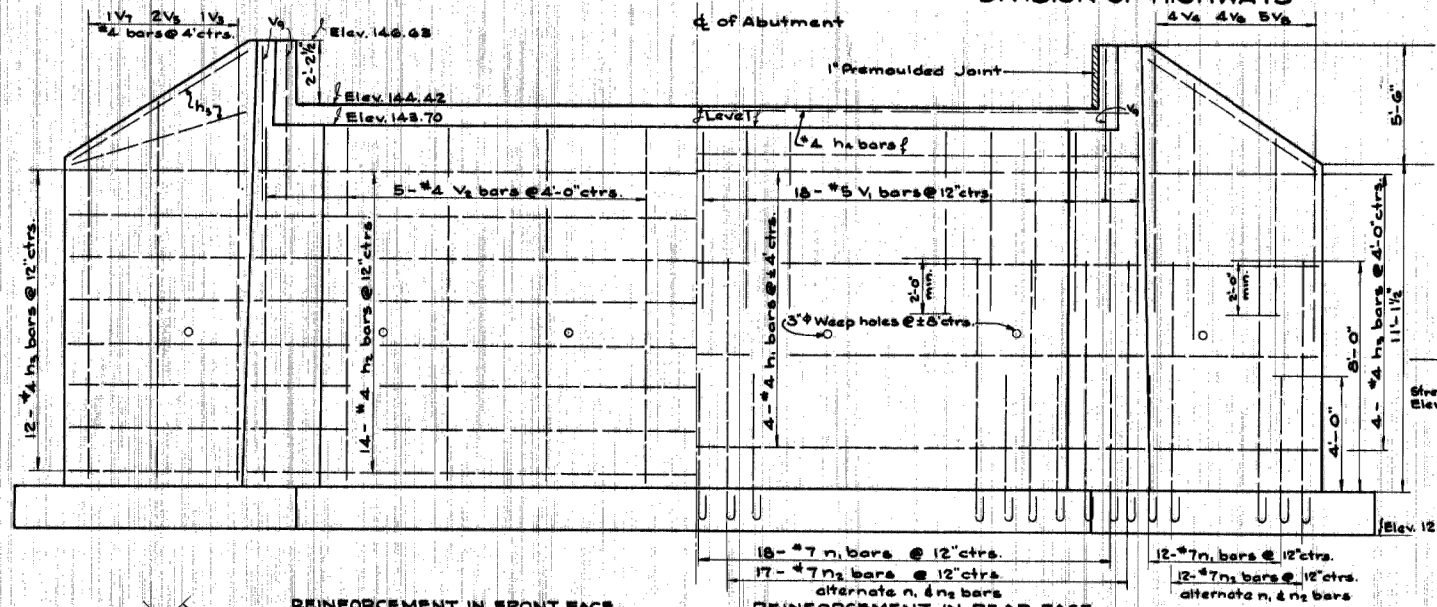 DIVISION OF HIGHWAYS
1V7 2V5 1V3
#4 bars @ 4'ctrs.
V9
Elev. 146.63
2'-2½"
₵ of Abutment
4V4 4V6 5V8
1" Premoulded Joint
h3
Elev. 144.42
Elev. 143.70
Level
#4 h4 bars
V9
5'-6"
5-#4 V2 bars @ 4'-0"ctrs.
18-#5 V1 bars @ 12"ctrs.
12-#4 h3 bars @ 12"ctrs.
14-#4 h2 bars @ 12"ctrs.
4-#4 h1 bars @ ±4'ctrs.
2'-0" min.
2'-0" min.
3"ϕ Weep holes @ ±8'ctrs.
4'-0"
8'-0"
4-#4 h3 bars @ 4'-0"ctrs.
11'-1½"
Stre
Elev
Elev. 12
18-#7 n1 bars @ 12"ctrs.
17-#7 n2 bars @ 12"ctrs.
alternate n1 & n2 bars
12-#7 n1 bars @ 12"ctrs.
12-#7 n2 bars @ 12"ctrs.
alternate n1 & n2 bars
REINFORCEMENT IN FRONT FACE
REINFORCEMENT IN REAR FACE